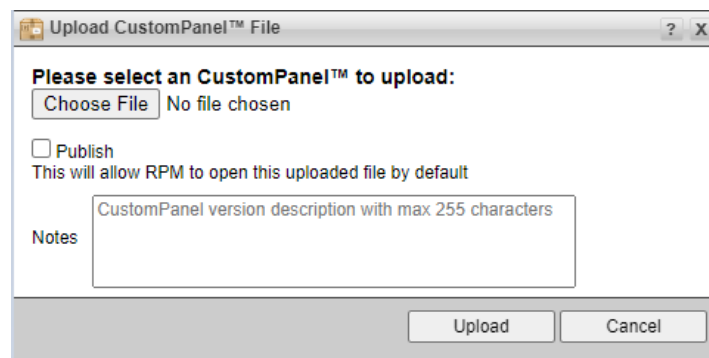 Upload CustomPanel™ File
? X
Please select an CustomPanel™ to upload:
Choose File No file chosen
Publish
This will allow RPM to open this uploaded file by default
CustomPanel version description with max 255 characters
Notes
Upload Cancel